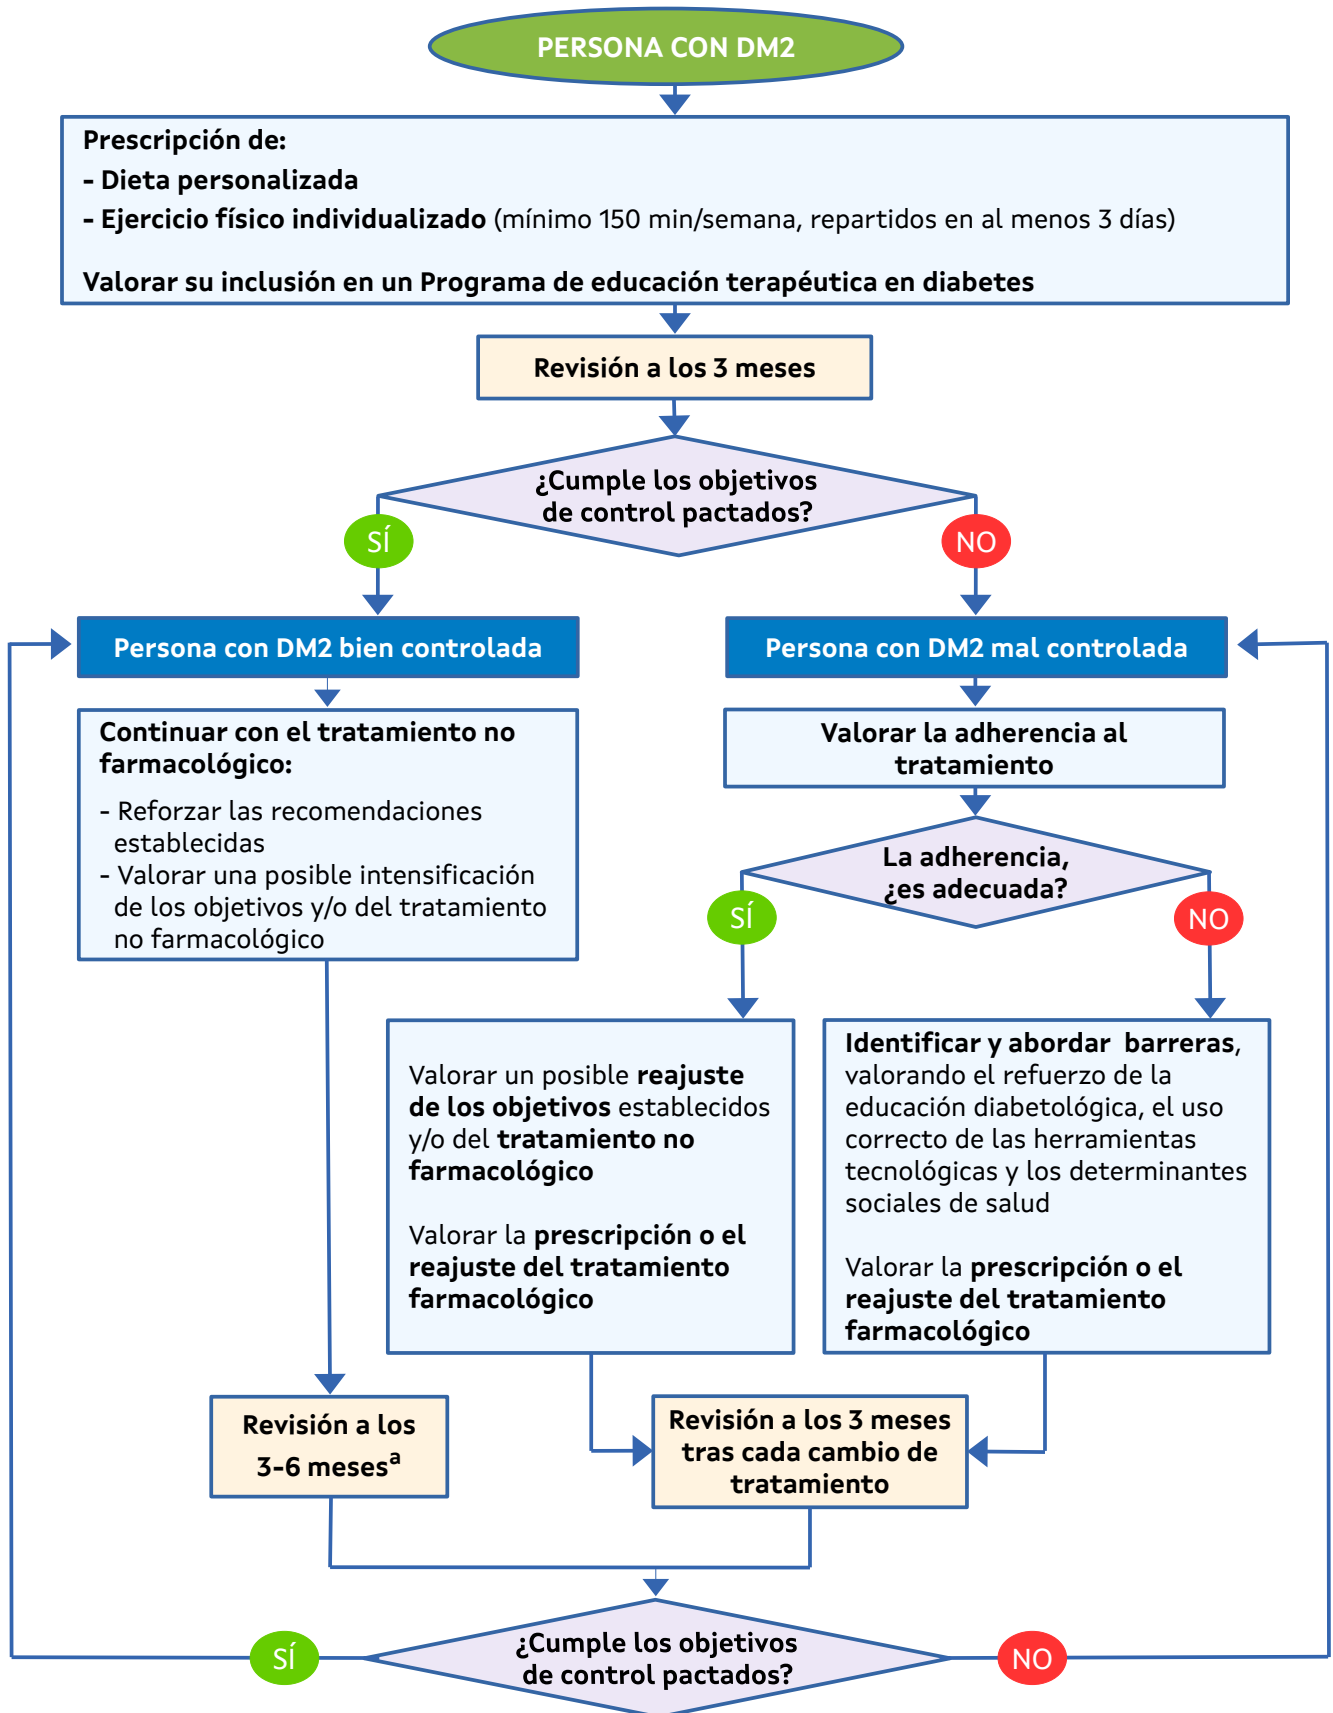 PERSONA CON DM2
Prescripción de:
- Dieta personalizada
- Ejercicio físico individualizado (mínimo 150 min/semana, repartidos en al menos 3 días)
Valorar su inclusión en un Programa de educación terapéutica en diabetes
Revisión a los 3 meses
¿Cumple los objetivos
de control pactados?
SÍ
NO
Persona con DM2 bien controlada
Persona con DM2 mal controlada
Continuar con el tratamiento no
farmacológico:
- Reforzar las recomendaciones
establecidas
- Valorar una posible intensificación
de los objetivos y/o del tratamiento
no farmacológico
Valorar la adherencia al
tratamiento
La adherencia,
¿es adecuada?
SÍ
NO
Valorar un posible reajuste
de los objetivos establecidos
y/o del tratamiento no
farmacológico
Valorar la prescripción o el
reajuste del tratamiento
farmacológico
Identificar y abordar  barreras,
valorando el refuerzo de la
educación diabetológica, el uso
correcto de las herramientas
tecnológicas y los determinantes
sociales de salud
Valorar la prescripción o el
reajuste del tratamiento
farmacológico
Revisión a los
3-6 mesesª
Revisión a los 3 meses
tras cada cambio de
tratamiento
¿Cumple los objetivos
de control pactados?
SÍ
NO